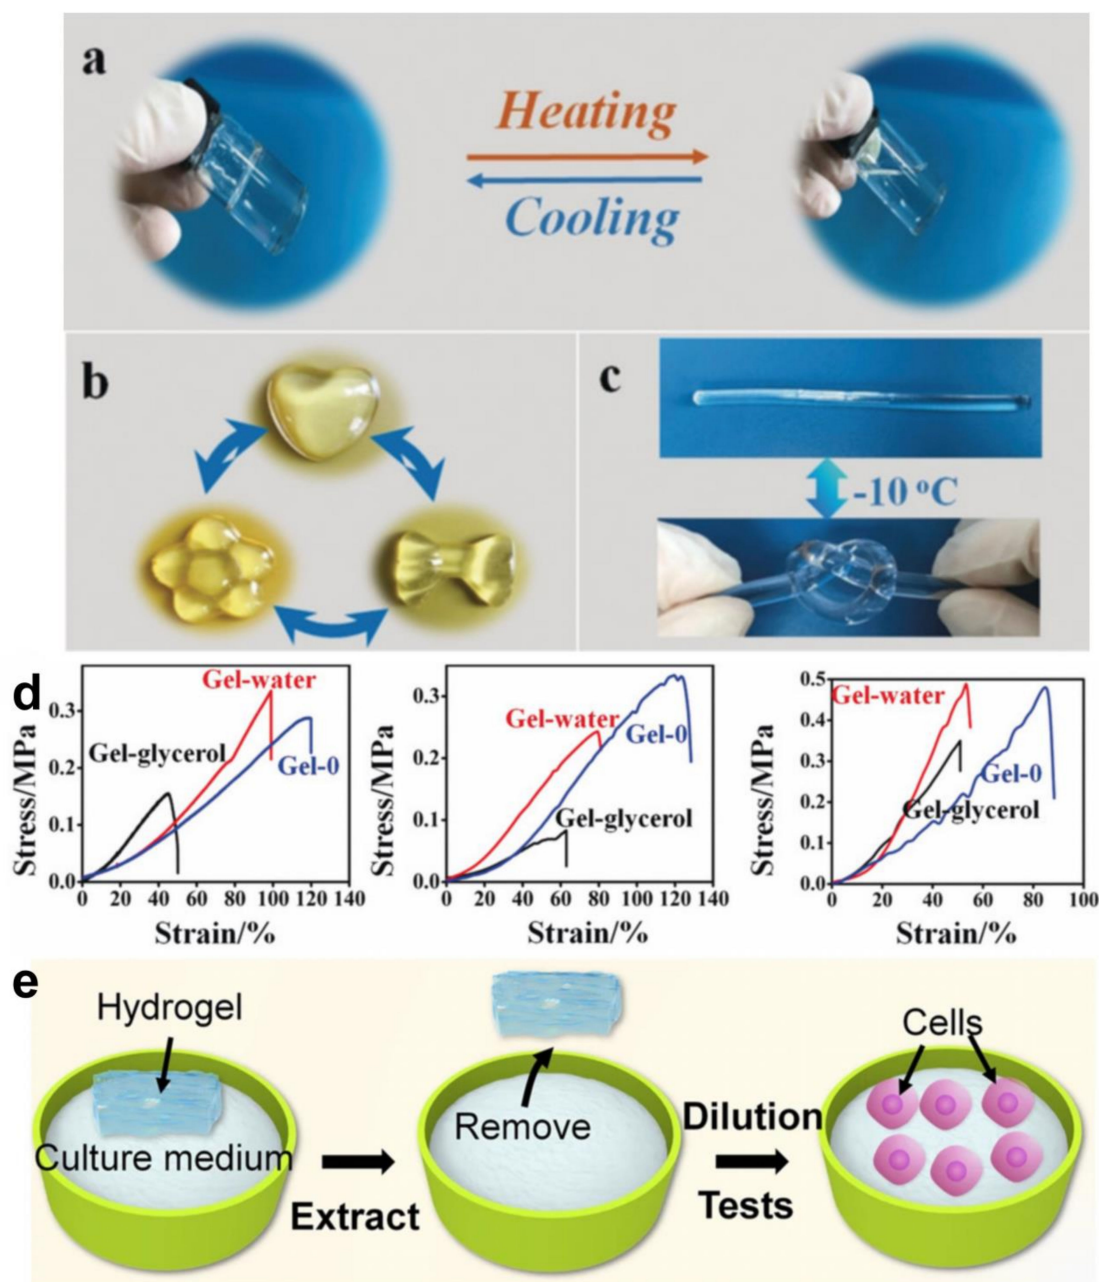 a
Heating
Cooling
b
c
-10 °C
d
Stress/MPa
0.3
0.2
0.1
0.0
Gel-water
Gel-glycerol
Gel-0
0 20 40 60 80 100 120 140
Strain/%
Stress/MPa
0.3
0.2
0.1
0.0
Gel-water
Gel-0
Gel-glycerol
0 20 40 60 80 100 120 140
Strain/%
Stress/MPa
0.5
0.4
0.3
0.2
0.1
0.0
Gel-water
Gel-0
Gel-glycerol
0 20 40 60 80 100
Strain/%
e
Hydrogel
Culture medium
Extract
Remove
Dilution
Tests
Cells